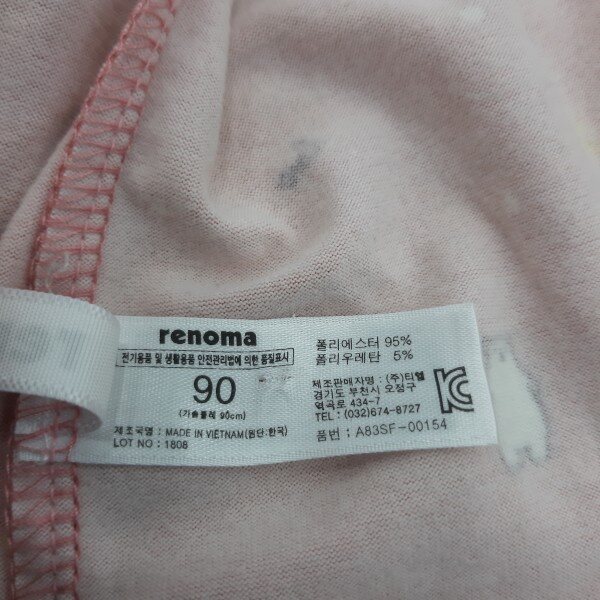 renoma
전기용품 및 생활용품 안전관리법에 의한 품질표시
90
(가슴둘레 90cm)
제조국명 : MADE IN VIETNAM(원단:한국)
LOT NO : 1808
폴리에스터 95%
폴리우레탄 5%
제조판매자명 : (주)티엘
경기도 부천시 오정구
역곡로 434-7
TEL : (032)674-8727
품번 : A83SF-00154